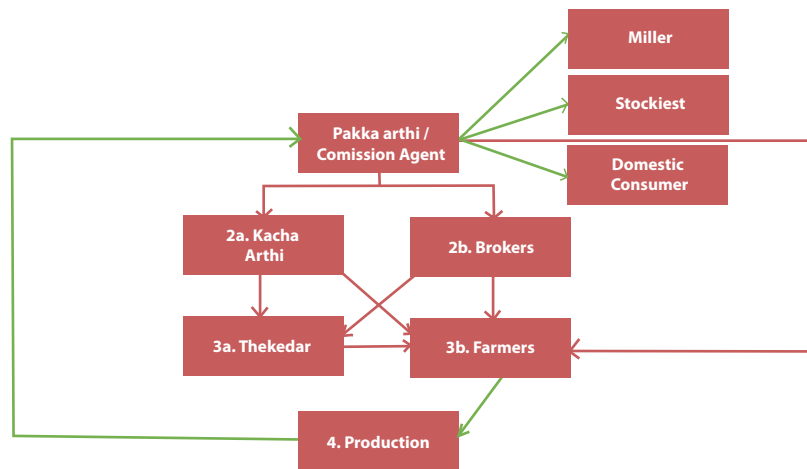 Miller
Stockiest
Pakka arthi /
Comission Agent
Domestic
Consumer
2a. Kacha
Arthi
2b. Brokers
3a. Thekedar
3b. Farmers
4. Production